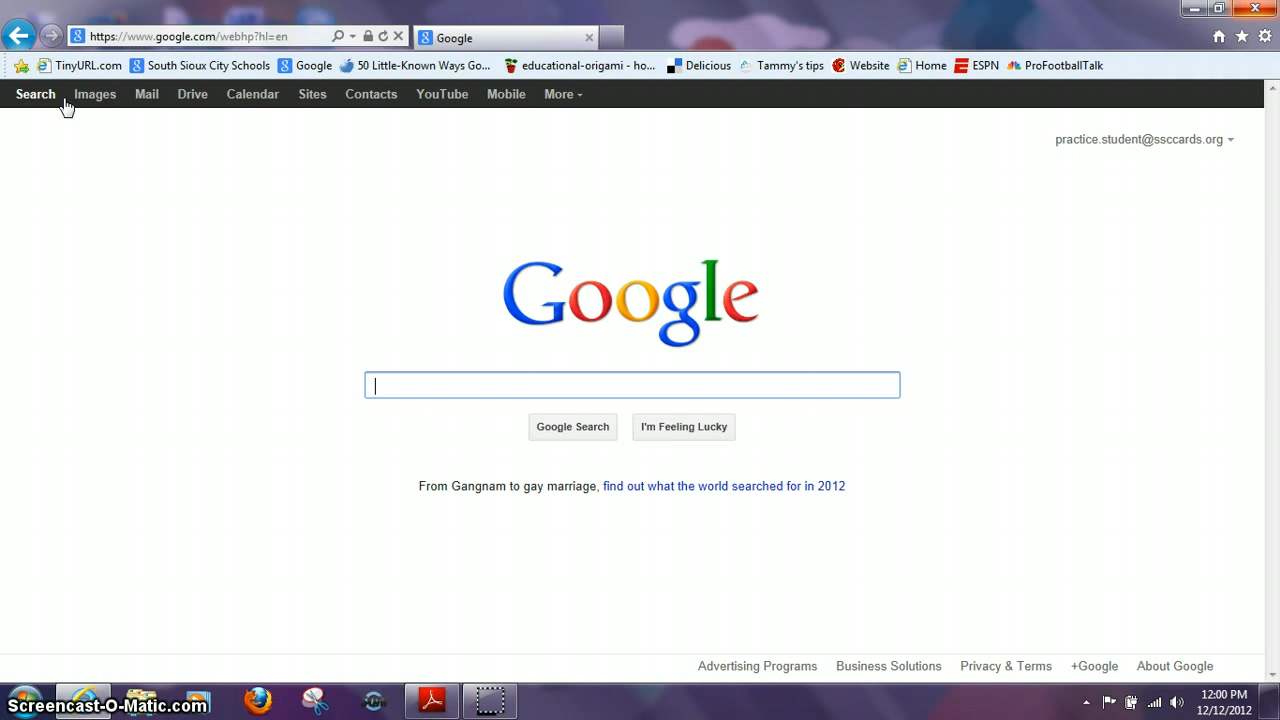 https://www.google.com/webhp?hl=en
Google
TinyURL.com South Sioux City Schools Google 50 Little-Known Ways Go... educational-origami - ho... Delicious Tammy's tips Website Home ESPN ProFootballTalk
Search Images Mail Drive Calendar Sites Contacts YouTube Mobile More
practice.student@ssccards.org
Google
Google Search I'm Feeling Lucky
From Gangnam to gay marriage, find out what the world searched for in 2012
Advertising Programs Business Solutions Privacy & Terms +Google About Google
Screencast-O-Matic.com
12:00 PM
12/12/2012